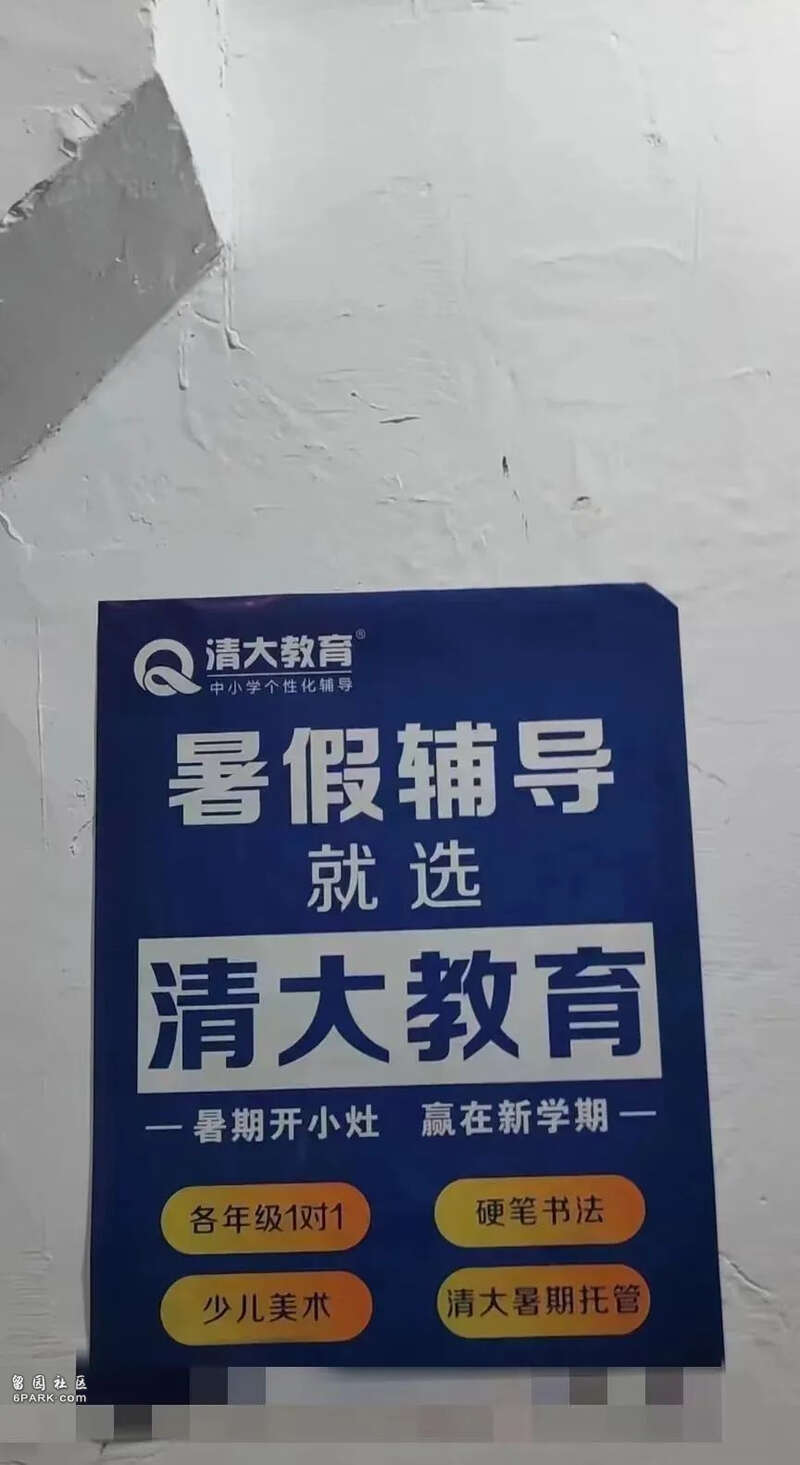 清大教育®
中小学个性化辅导
暑假辅导
就选
清大教育
暑期开小灶 赢在新学期
各年级1对1 硬笔书法
少儿美术 清大暑期托管
留园社区
6PARK.com